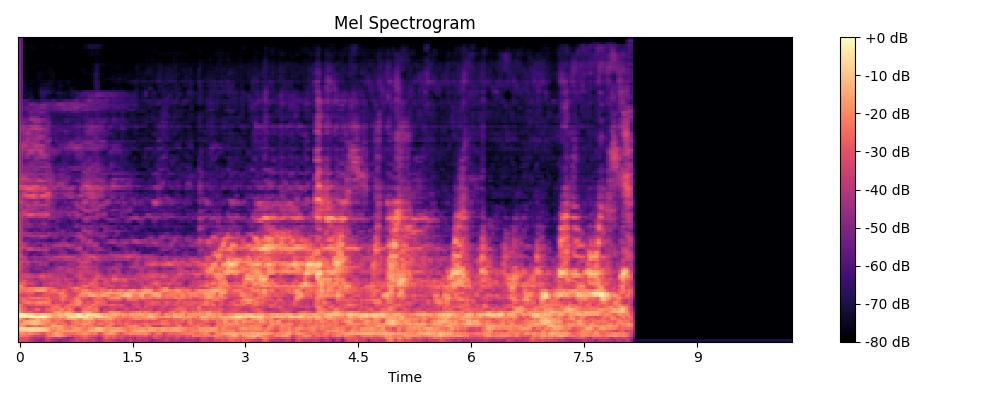 Mel Spectrogram
+0 dB
-10 dB
-20 dB
-30 dB
-40 dB
-50 dB
-60 dB
-70 dB
-80 dB
0 1.5 3 4.5 6 7.5 9
Time